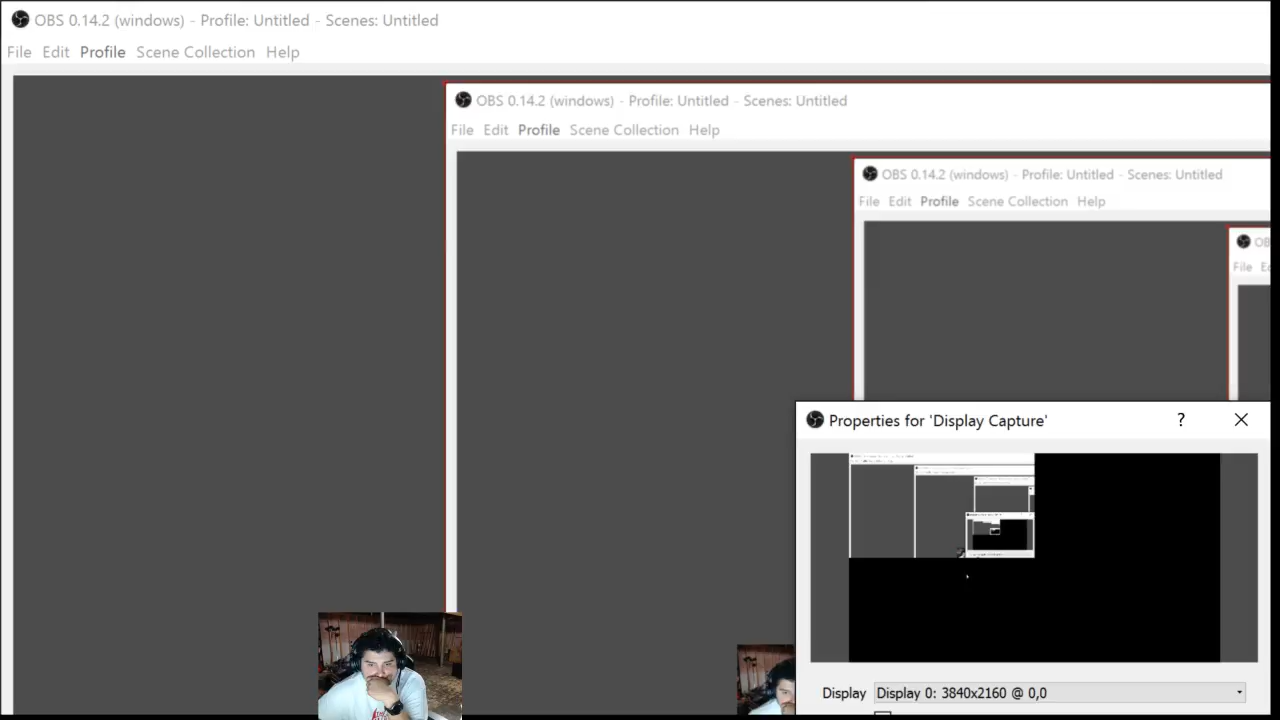 OBS 0.14.2 (windows) - Profile: Untitled - Scenes: Untitled
File Edit Profile Scene Collection Help
OBS 0.14.2 (windows) - Profile: Untitled - Scenes: Untitled
File Edit Profile Scene Collection Help
OBS 0.14.2 (windows) - Profile: Untitled - Scenes: Untitled
File Edit Profile Scene Collection Help
File
Properties for 'Display Capture' ?
Display Display 0: 3840x2160 @ 0,0